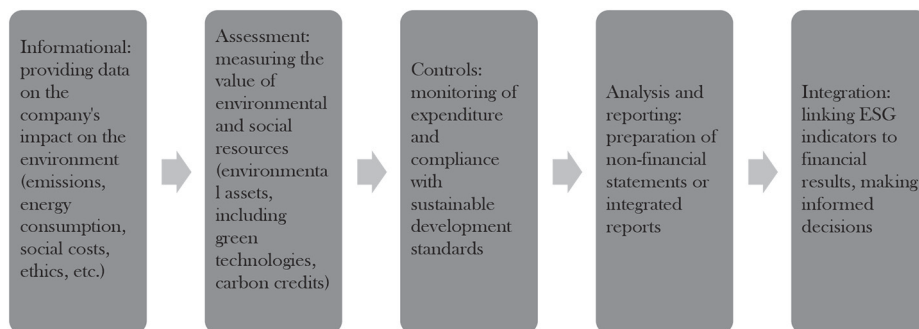 Informational:
providing data
on the
company's
impact on the
environment
(emissions,
energy
consumption,
social costs,
ethics, etc.)
Assessment:
measuring the
value of
environmental
and social
resources
(environmenta
l assets,
including
green
technologies,
carbon credits)
Controls:
monitoring of
expenditure
and
compliance
with
sustainable
development
standards
Analysis and
reporting:
preparation of
non-financial
statements or
integrated
reports
Integration:
linking ESG
indicators to
financial
results, making
informed
decisions